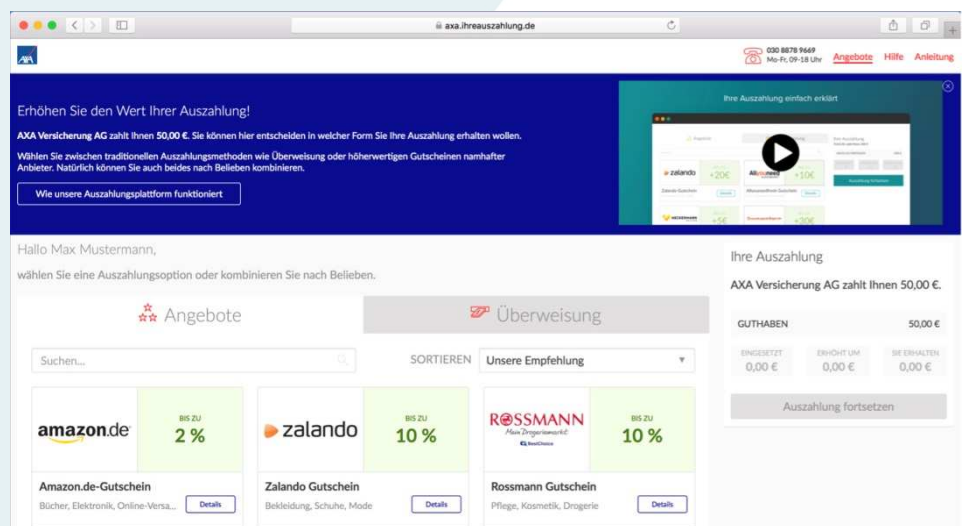 axa.ihreauszahlung.de
AXA
030 8878 9669
Mo-Fr, 09-18 Uhr
Angebote
Hilfe
Anleitung
Erhöhen Sie den Wert Ihrer Auszahlung!
AXA Versicherung AG zahlt Ihnen 50,00 €. Sie können hier entscheiden in welcher Form Sie Ihre Auszahlung erhalten wollen.
Wählen Sie zwischen traditionellen Auszahlungsmethoden wie Überweisung oder höherwertigen Gutscheinen namhafter
Anbieter. Natürlich können Sie auch beides nach Belieben kombinieren.
Wie unsere Auszahlungsplattform funktioniert
Ihre Auszahlung einfach erklärt
zalando
+20€
+10€
Zalando Gutschein
+5€
+30€
Hallo Max Mustermann,
wählen Sie eine Auszahlungsoption oder kombinieren Sie nach Belieben.
Angebote
Überweisung
Suchen...
SORTIEREN
Unsere Empfehlung
amazon.de
BIS ZU
2 %
Amazon.de-Gutschein
Bücher, Elektronik, Online-Versa...
Details
zalando
BIS ZU
10 %
Zalando Gutschein
Bekleidung, Schuhe, Mode
Details
ROSSMANN
Mein Drogeriemarkt
BIS ZU
10 %
Rossmann Gutschein
Pflege, Kosmetik, Drogerie
Details
Ihre Auszahlung
AXA Versicherung AG zahlt Ihnen 50,00 €.
GUTHABEN
50,00 €
EINGESETZT
0,00 €
ERHÖHT UM
0,00 €
SIE ERHALTEN
0,00 €
Auszahlung fortsetzen